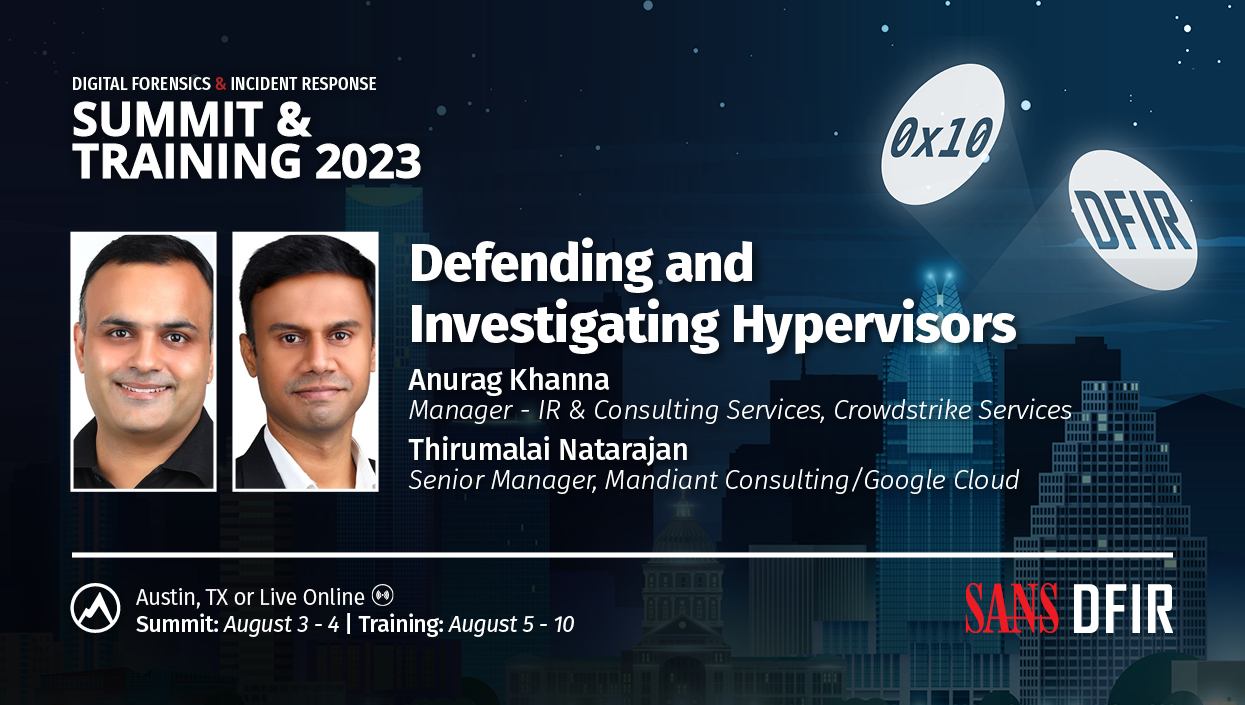 DIGITAL FORENSICS & INCIDENT RESPONSE
SUMMIT &
TRAINING 2023
0x10
DFIR
Defending and
Investigating Hypervisors
Anurag Khanna
Manager - IR & Consulting Services, Crowdstrike Services
Thirumalai Natarajan
Senior Manager, Mandiant Consulting/Google Cloud
Austin, TX or Live Online
Summit: August 3 - 4 | Training: August 5 - 10
SANS DFIR